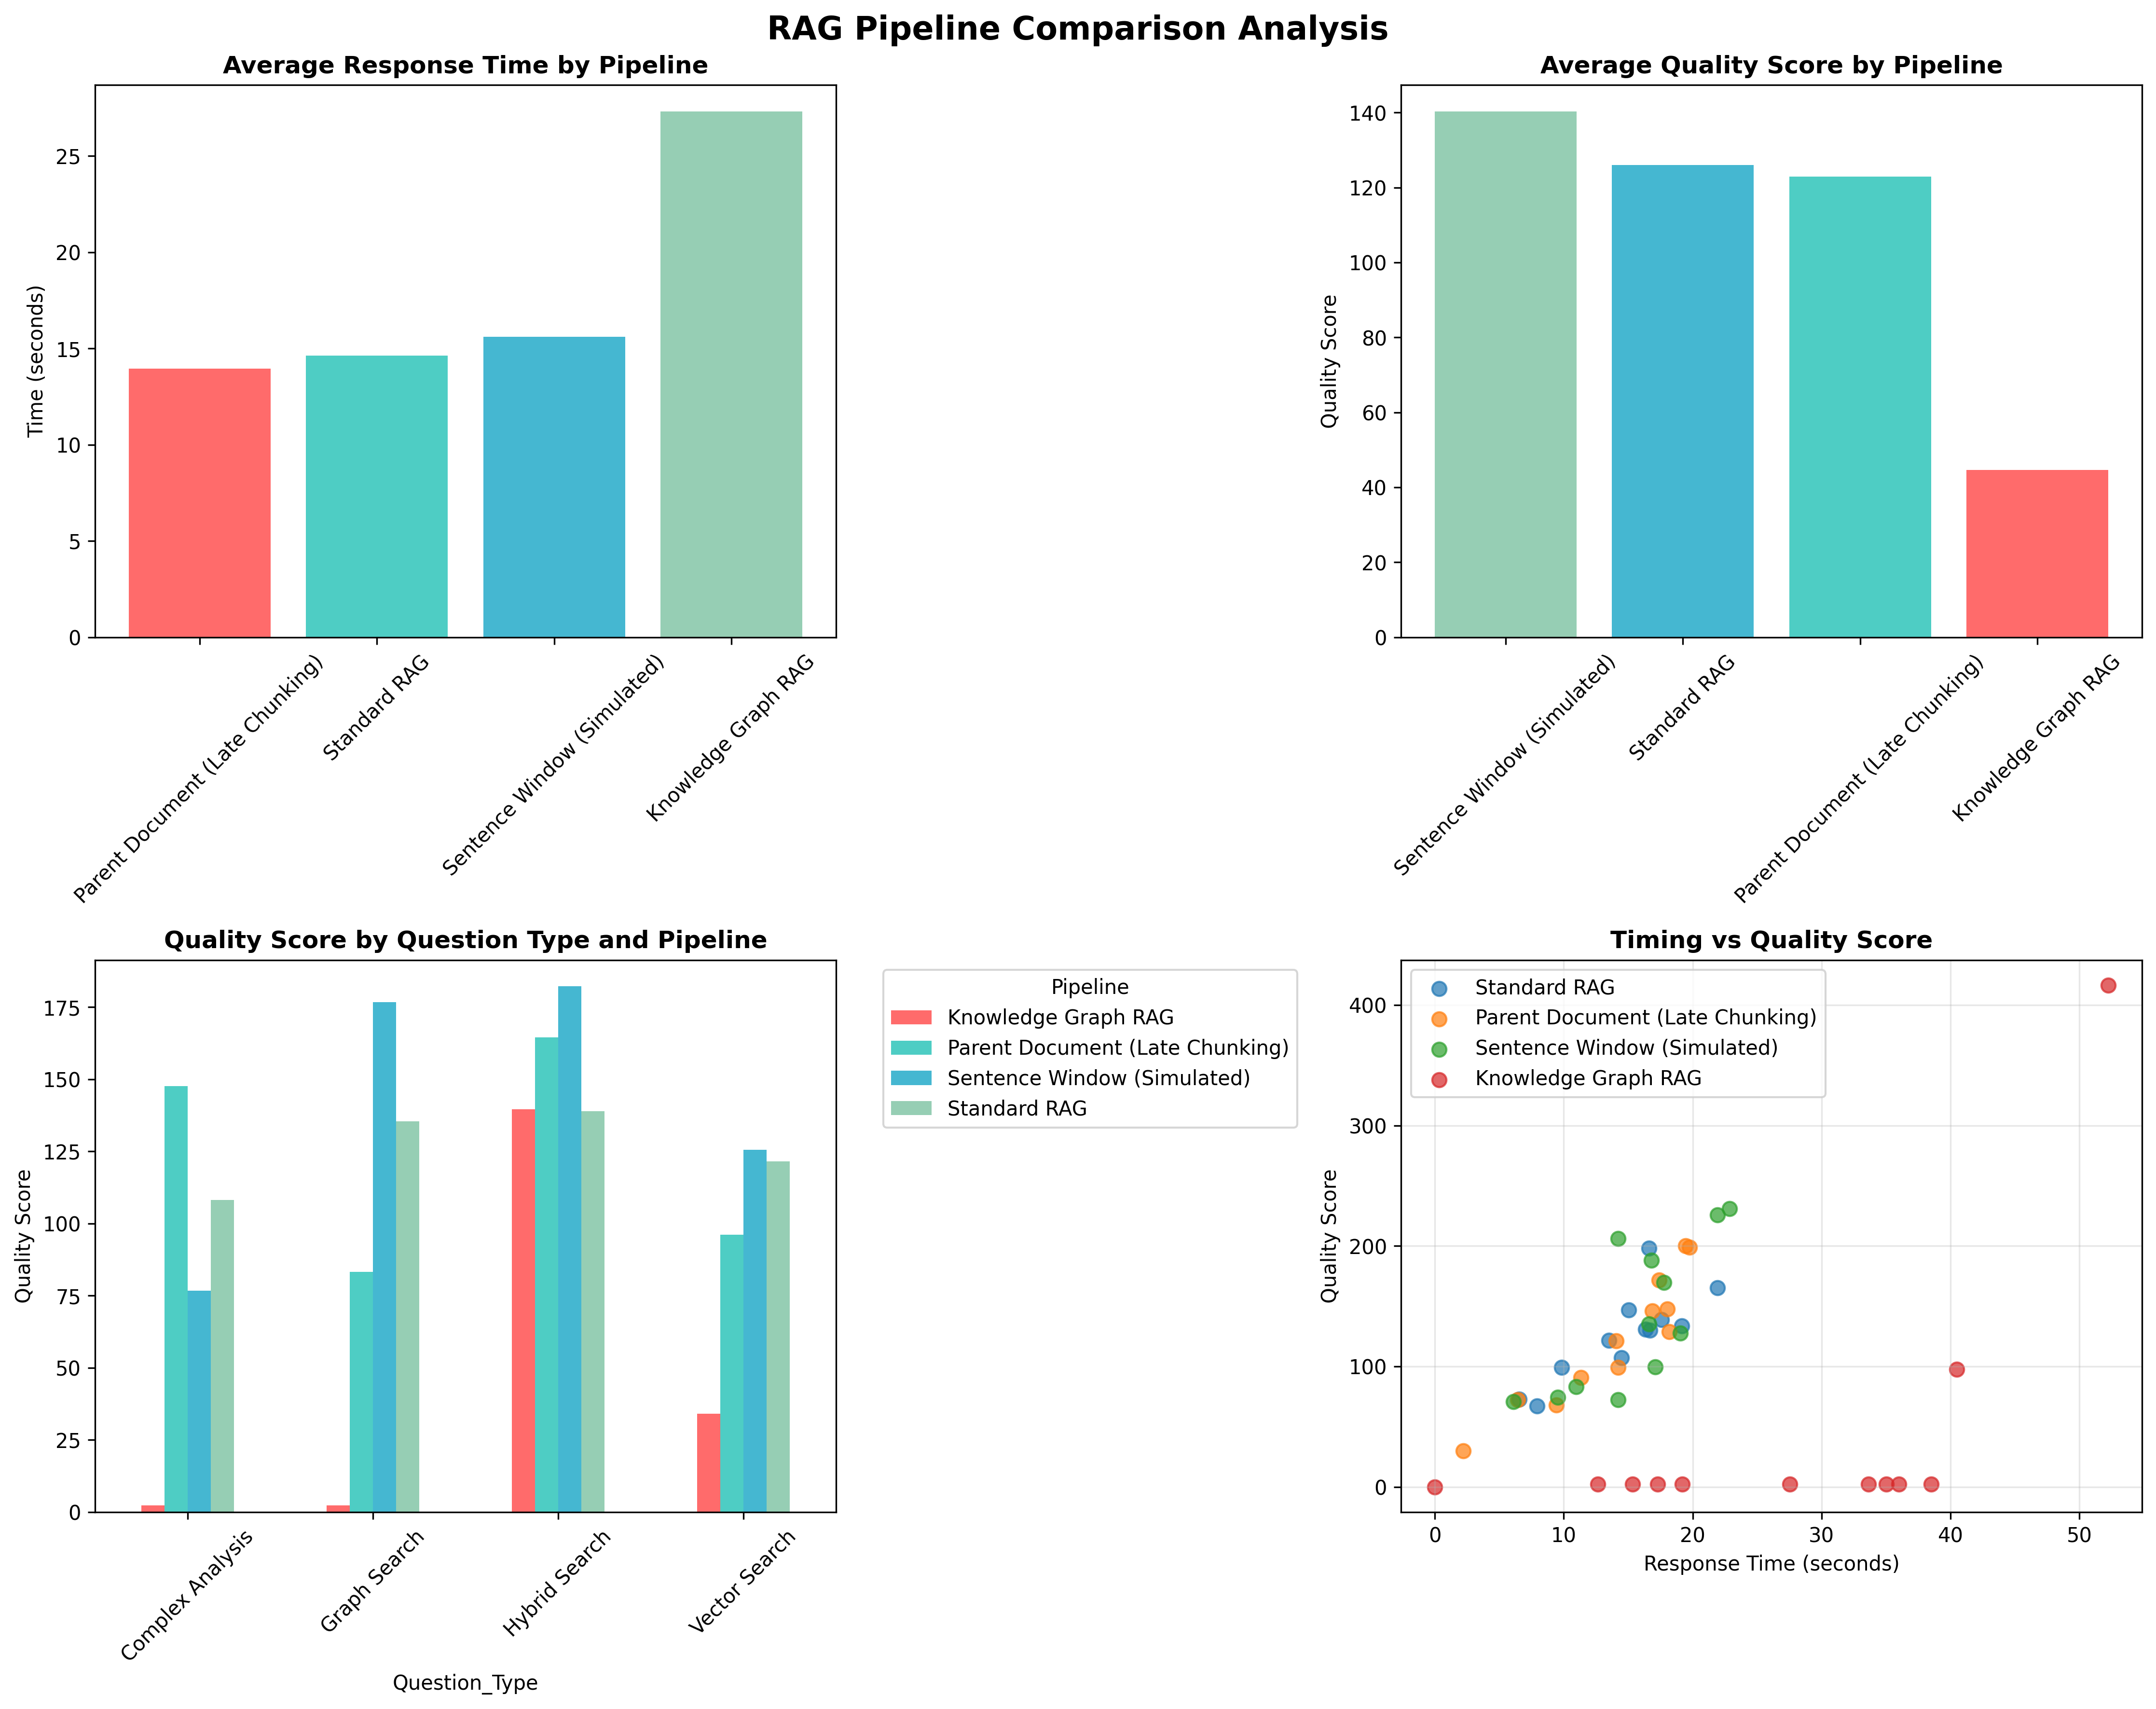 RAG Pipeline Comparison Analysis
Average Response Time by Pipeline
Time (seconds)
25
20
15
10
5
0
Parent Document (Late Chunking)
Standard RAG
Sentence Window (Simulated)
Knowledge Graph RAG
Average Quality Score by Pipeline
Quality Score
140
120
100
80
60
40
20
0
Sentence Window (Simulated)
Standard RAG
Parent Document (Late Chunking)
Knowledge Graph RAG
Quality Score by Question Type and Pipeline
Quality Score
175
150
125
100
75
50
25
0
Complex Analysis
Graph Search
Hybrid Search
Vector Search
Question_Type
Pipeline
Knowledge Graph RAG
Parent Document (Late Chunking)
Sentence Window (Simulated)
Standard RAG
Timing vs Quality Score
Quality Score
400
300
200
100
0
Standard RAG
Parent Document (Late Chunking)
Sentence Window (Simulated)
Knowledge Graph RAG
0 10 20 30 40 50
Response Time (seconds)